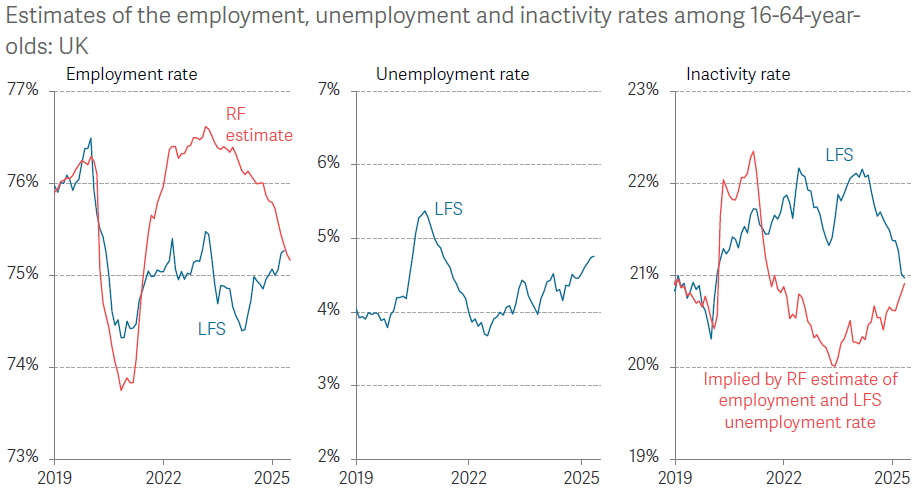 Estimates of the employment, unemployment and inactivity rates among 16-64-year-
olds: UK
Employment rate
77%
76%
75%
74%
73%
2019
2022
2025
RF
estimate
LFS
Unemployment rate
7%
6%
5%
4%
3%
2%
2019
2022
2025
LFS
Inactivity rate
23%
22%
21%
20%
19%
2019
2022
2025
LFS
Implied by RF estimate of
employment and LFS
unemployment rate